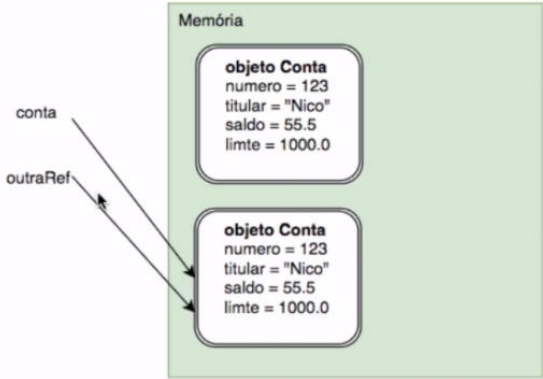 Memória
objeto Conta
numero = 123
titular = "Nico"
saldo = 55.5
limte = 1000.0
conta
outraRef
objeto Conta
numero = 123
titular = "Nico"
saldo = 55.5
limte = 1000.0